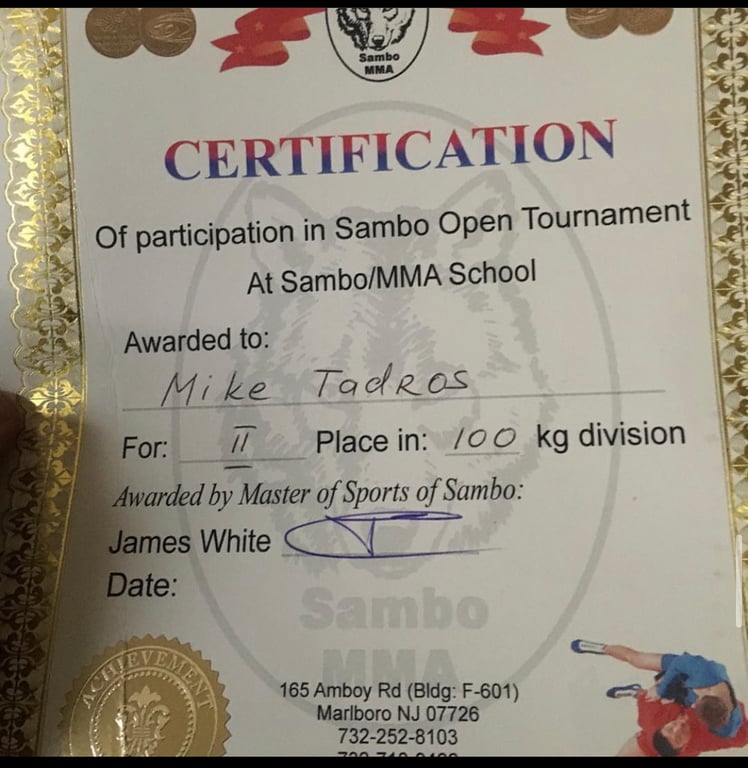 Sambo
MMA
CERTIFICATION
Of participation in Sambo Open Tournament
At Sambo/MMA School
Awarded to:
Mike Tadros
For: II Place in: 100 kg division
Awarded by Master of Sports of Sambo:
James White
Date:
Sambo
MMA
ACHIEVEMENT
165 Amboy Rd (Bldg: F-601)
Marlboro NJ 07726
732-252-8103